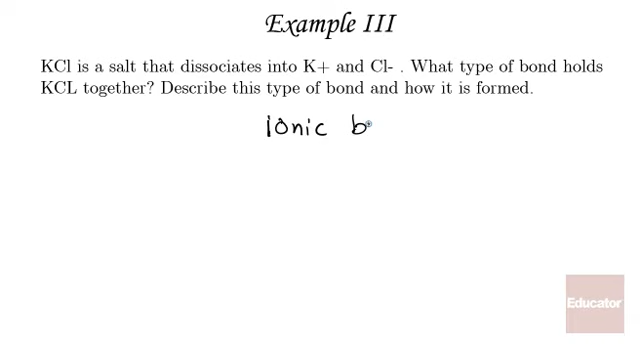 Example III
KCl is a salt that dissociates into K+ and Cl- . What type of bond holds
KCL together? Describe this type of bond and how it is formed.
ionic b
Educator